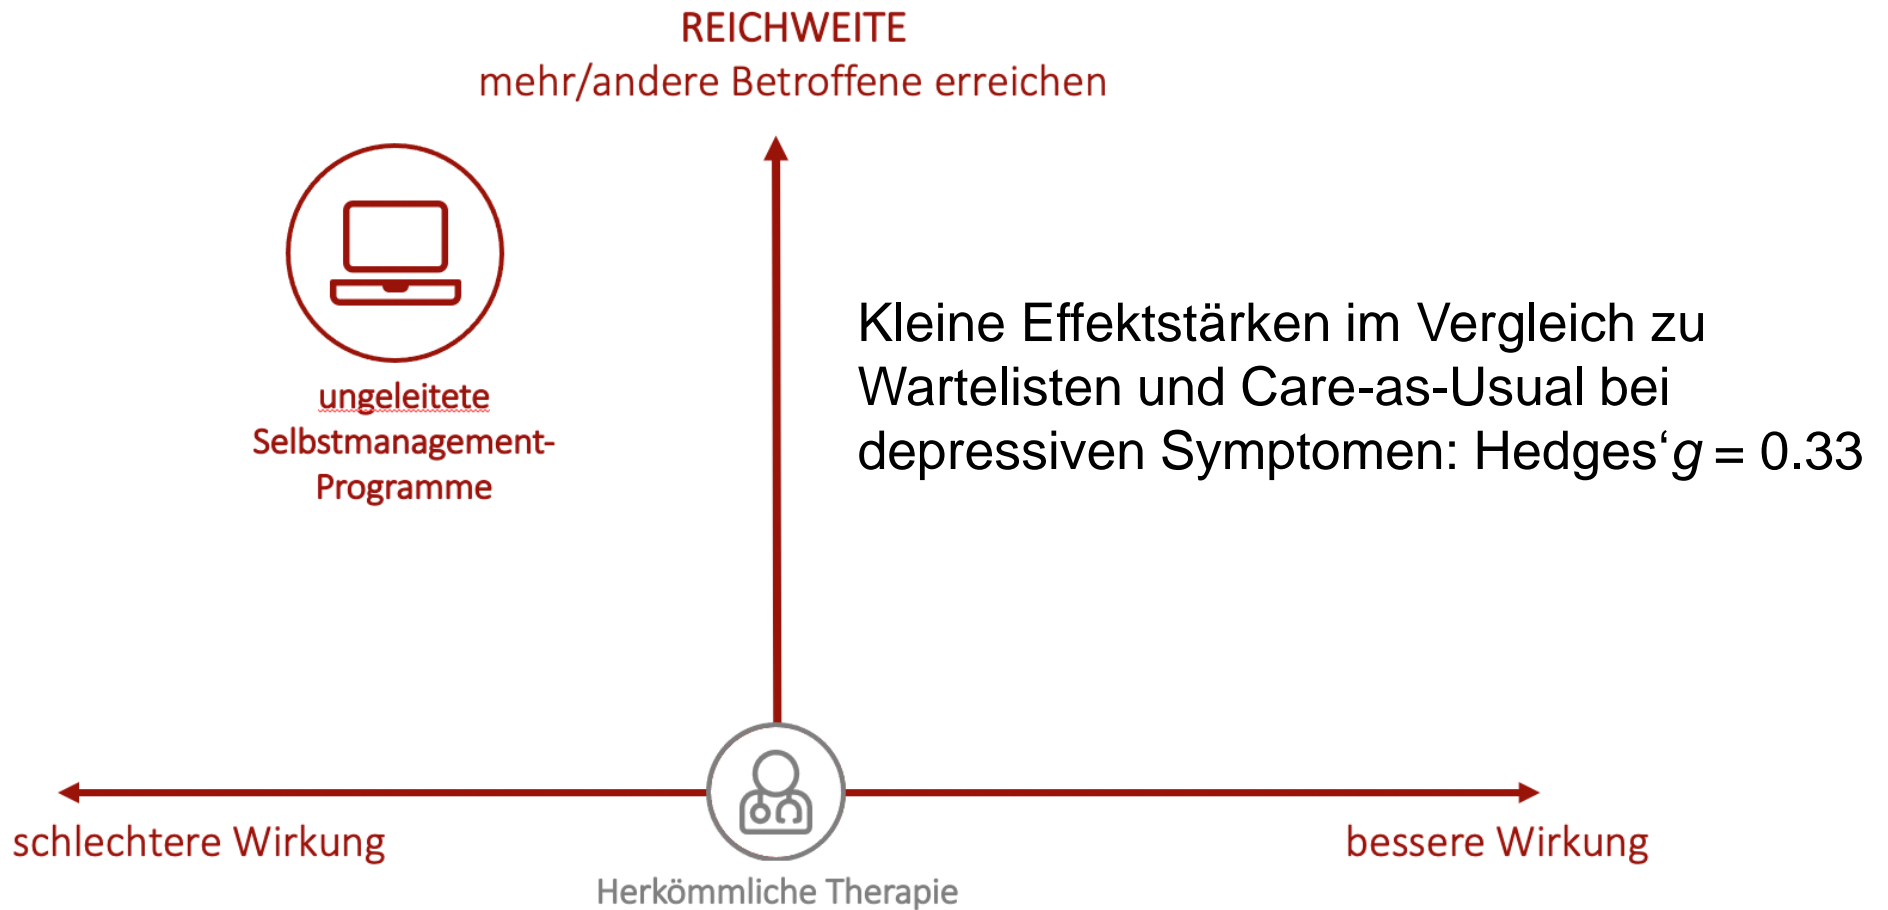 REICHWEITE
mehr/andere Betroffene erreichen
ungeleitete
Selbstmanagement-
Programme
Kleine Effektstärken im Vergleich zu
Wartelisten und Care-as-Usual bei
depressiven Symptomen: Hedges‘g = 0.33
schlechtere Wirkung
bessere Wirkung
Herkömmliche Therapie